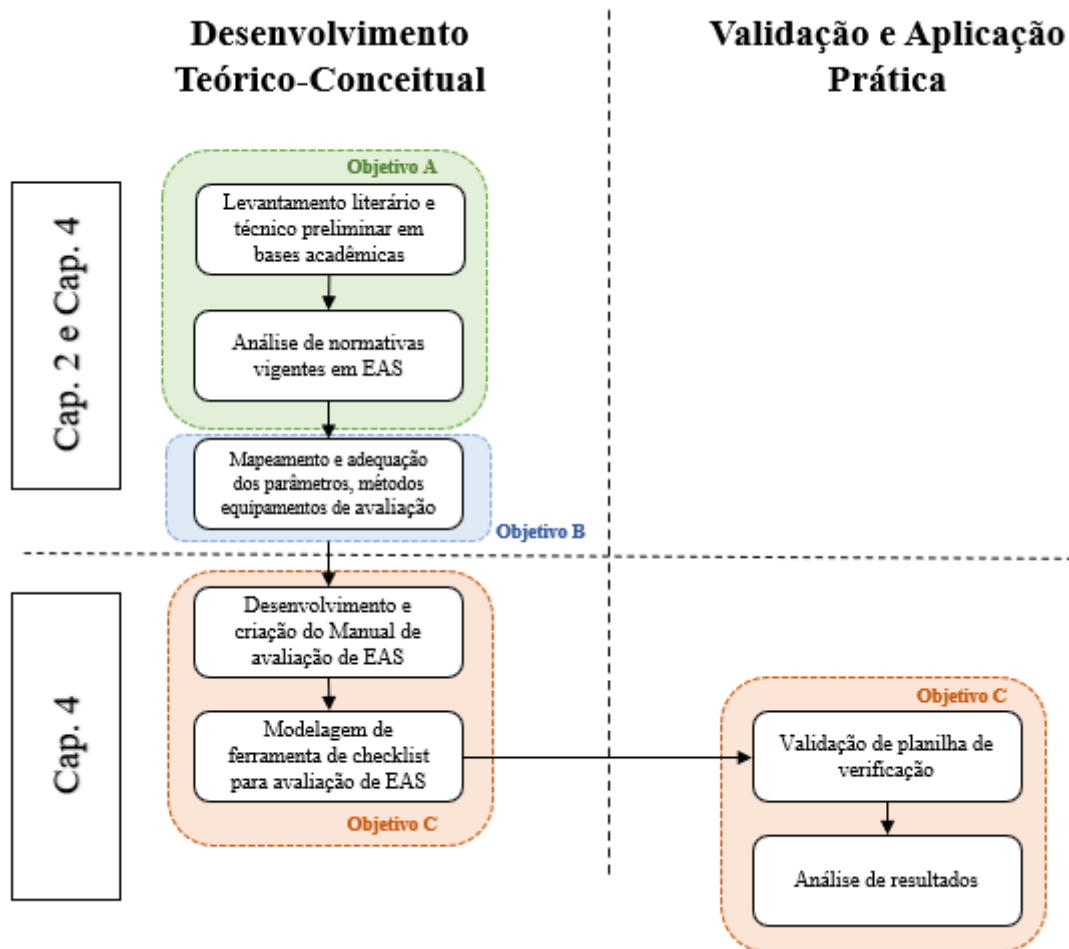 Desenvolvimento
Teórico-Conceitual
Validação e Aplicação
Prática
Cap. 2 e Cap. 4
Objetivo A
Levantamento literário e
técnico preliminar em
bases acadêmicas
Análise de normativas
vigentes em EAS
Mapeamento e adequação
dos parâmetros, métodos
equipamentos de avaliação
Objetivo B
Cap. 4
Desenvolvimento e
criação do Manual de
avaliação de EAS
Modelagem de
ferramenta de checklist
para avaliação de EAS
Objetivo C
Objetivo C
Validação de planilha de
verificação
Análise de resultados